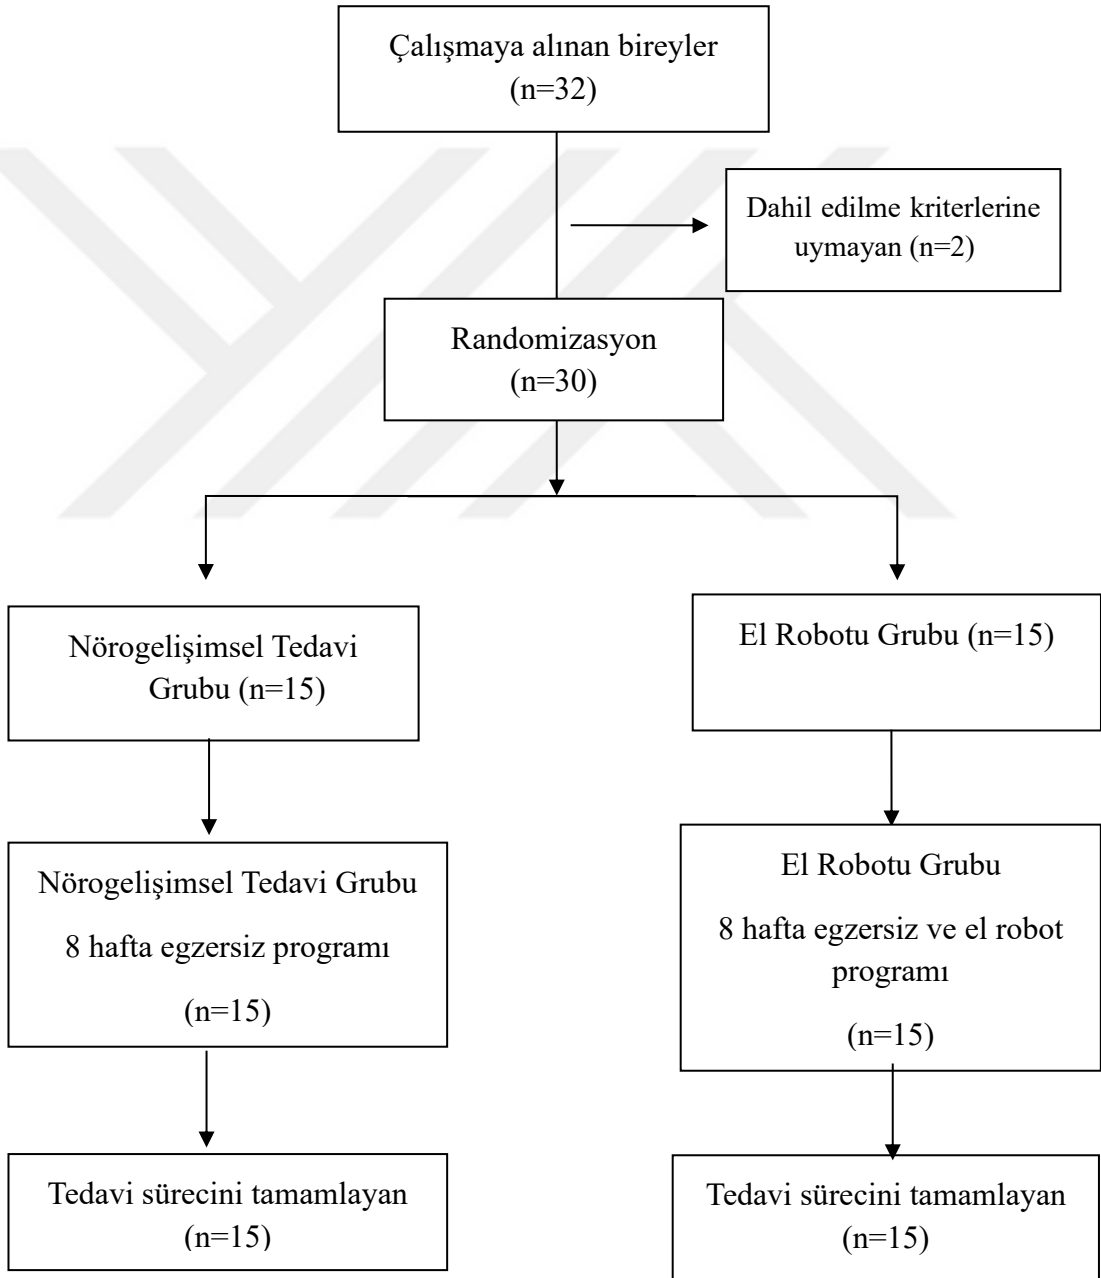 Çalışmaya alınan bireyler
(n=32)
Dahil edilme kriterlerine
uymayan (n=2)
Randomizasyon
(n=30)
Nörogelişimsel Tedavi
Grubu (n=15)
El Robotu Grubu (n=15)
Nörogelişimsel Tedavi Grubu
8 hafta egzersiz programı
(n=15)
El Robotu Grubu
8 hafta egzersiz ve el robot
programı
(n=15)
Tedavi sürecini tamamlayan
(n=15)
Tedavi sürecini tamamlayan
(n=15)